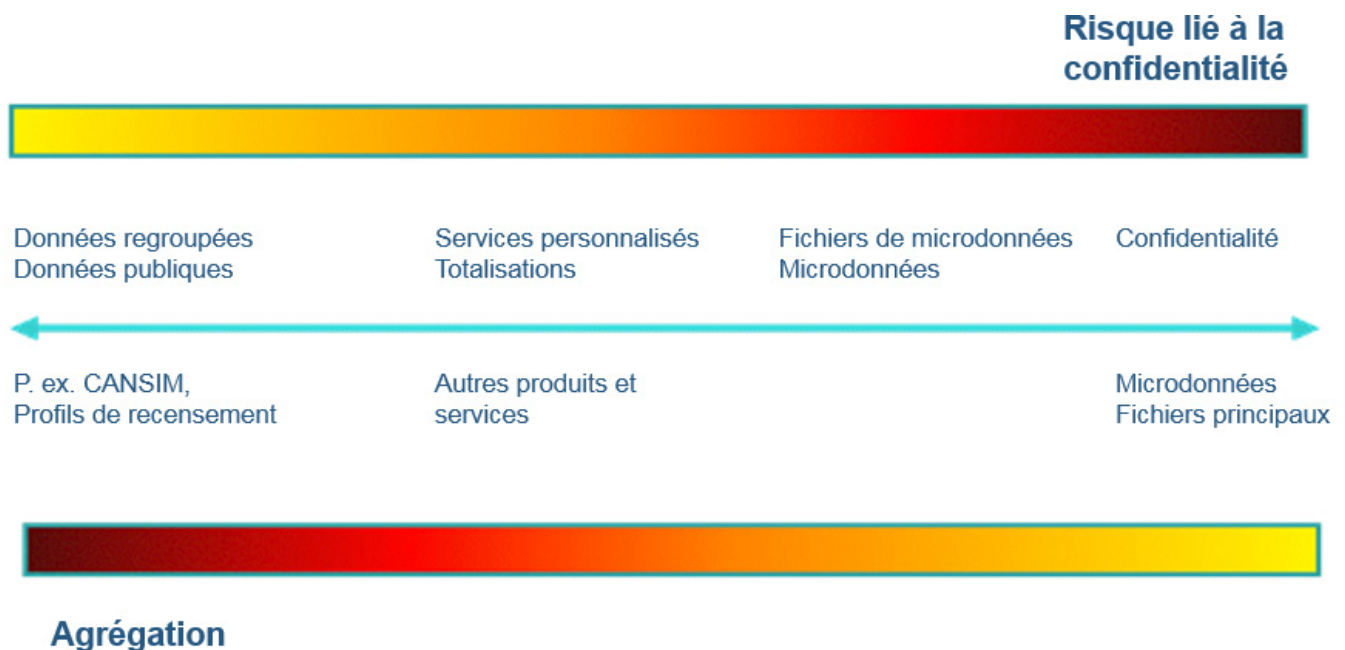 Risque lié à la
confidentialité
Données regroupées
Données publiques
Services personnalisés
Totalisations
Fichiers de microdonnées
Microdonnées
Confidentialité
P. ex. CANSIM,
Profils de recensement
Autres produits et
services
Microdonnées
Fichiers principaux
Agrégation